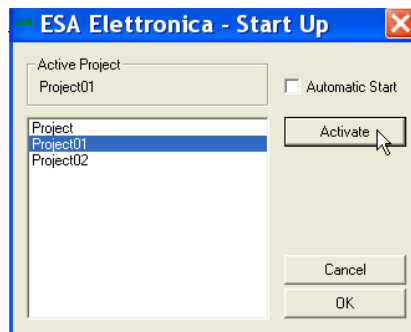 ESA Elettronica - Start Up
Active Project
Project01
Automatic Start
Project
Project01
Project02
Activate
Cancel
OK